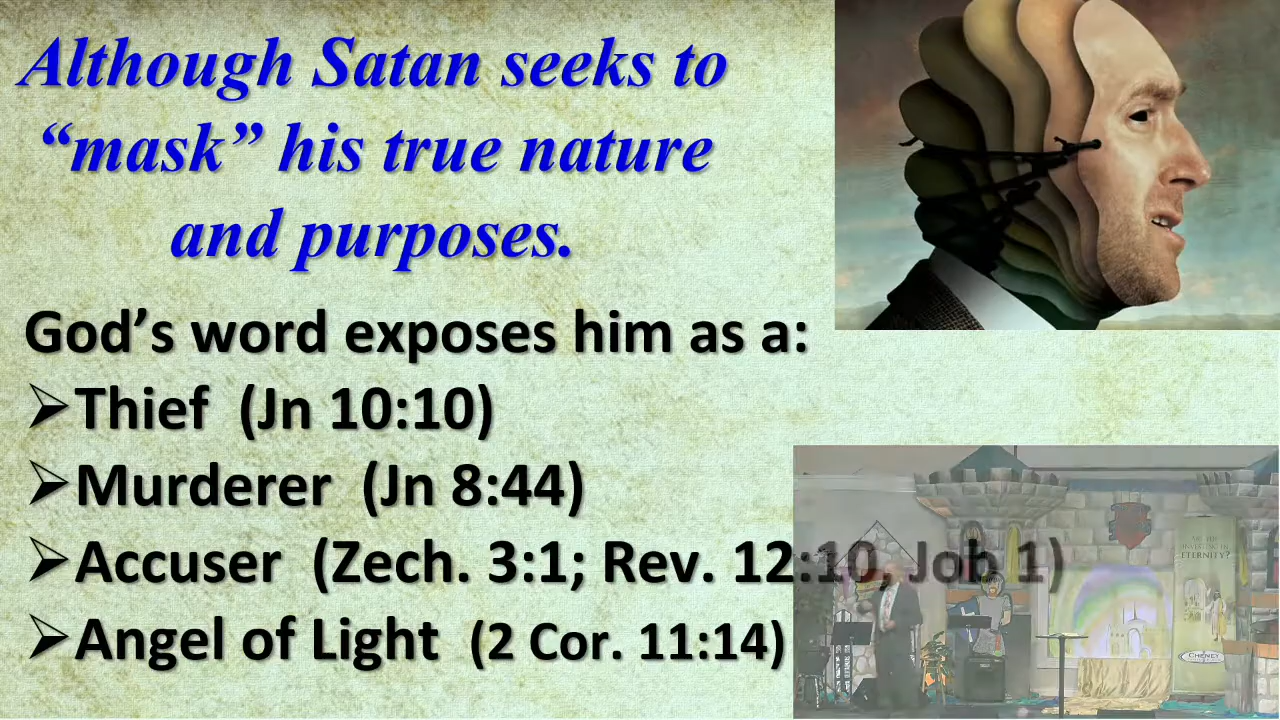 Although Satan seeks to
“mask” his true nature
and purposes.
God’s word exposes him as a:
➢Thief (Jn 10:10)
➢Murderer (Jn 8:44)
➢Accuser (Zech. 3:1; Rev. 12:10, Job 1)
➢Angel of Light (2 Cor. 11:14)
ETERNITY?
CHENEY